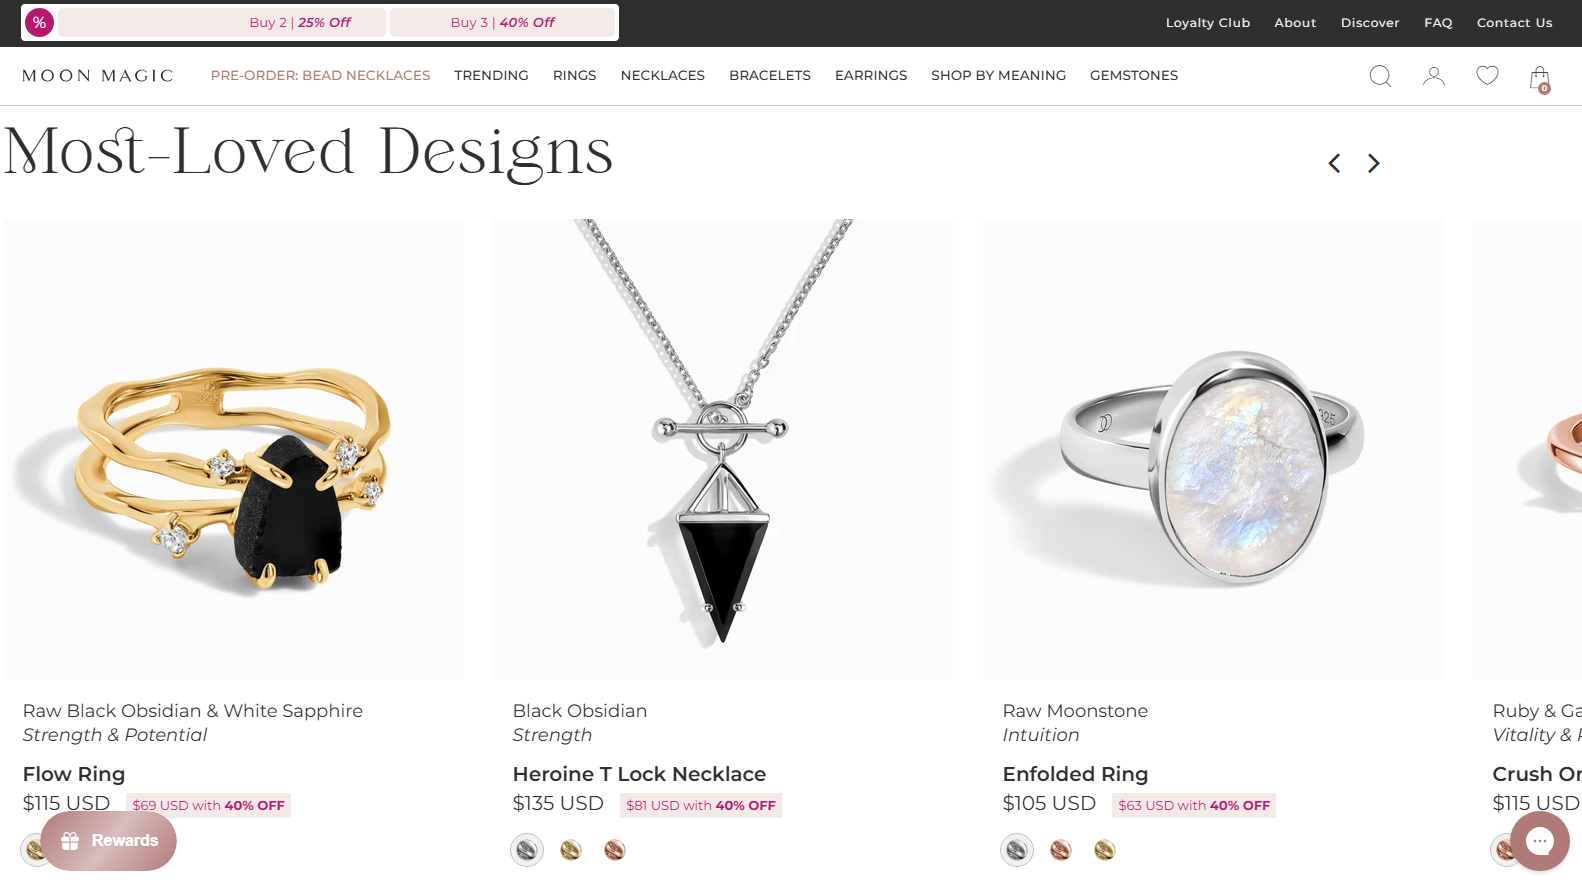 %
Buy 2 | 25% Off
Buy 3 | 40% Off
Loyalty Club
About
Discover
FAQ
Contact Us
MOON MAGIC
PRE-ORDER: BEAD NECKLACES
TRENDING
RINGS
NECKLACES
BRACELETS
EARRINGS
SHOP BY MEANING
GEMSTONES
0
Most-Loved Designs
925
925
Raw Black Obsidian & White Sapphire
Strength & Potential
Flow Ring
$115 USD
$69 USD with 40% OFF
Black Obsidian
Strength
Heroine T Lock Necklace
$135 USD
$81 USD with 40% OFF
Raw Moonstone
Intuition
Enfolded Ring
$105 USD
$63 USD with 40% OFF
Ruby & Ga
Vitality &
Crush Or
$115 USD
Rewards